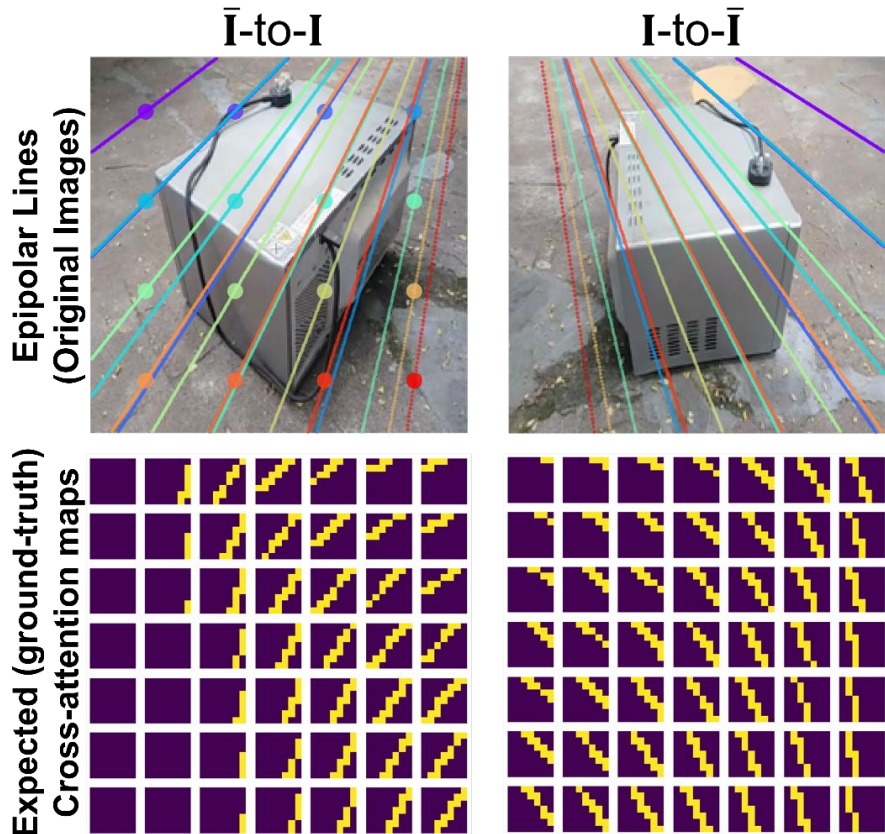 Ī-to-I
I-to-Ī
Epipolar Lines
(Original Images)
Expected (ground-truth)
Cross-attention maps